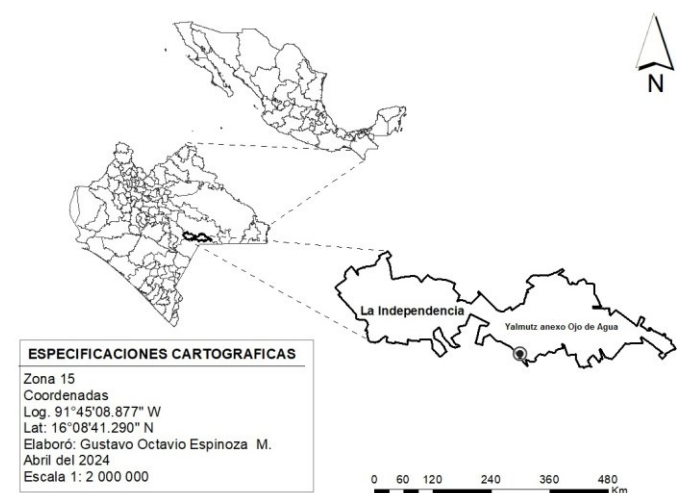 N
La Independencia
Yalmutz anexo Ojo de Agua
ESPECIFICACIONES CARTOGRAFICAS
Zona 15
Coordenadas
Log. 91°45'08.877" W
Lat: 16°08'41.290" N
Elaboró: Gustavo Octavio Espinoza M.
Abril del 2024
Escala 1: 2 000 000
0 60 120 240 360 480
Km